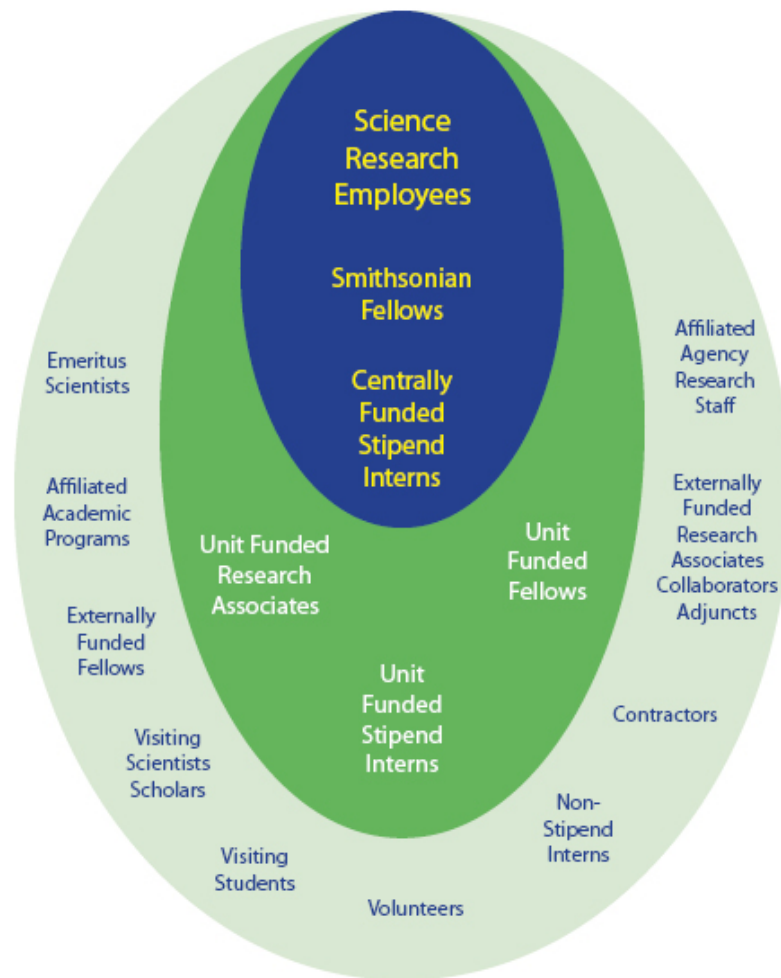 Science
Research
Employees
Smithsonian
Fellows
Centrally
Funded
Stipend
Interns
Unit Funded
Research
Associates
Unit
Funded
Fellows
Unit
Funded
Stipend
Interns
Emeritus
Scientists
Affiliated
Academic
Programs
Externally
Funded
Fellows
Visiting
Scientists
Scholars
Visiting
Students
Volunteers
Non-
Stipend
Interns
Contractors
Externally
Funded
Research
Associates
Collaborators
Adjuncts
Affiliated
Agency
Research
Staff